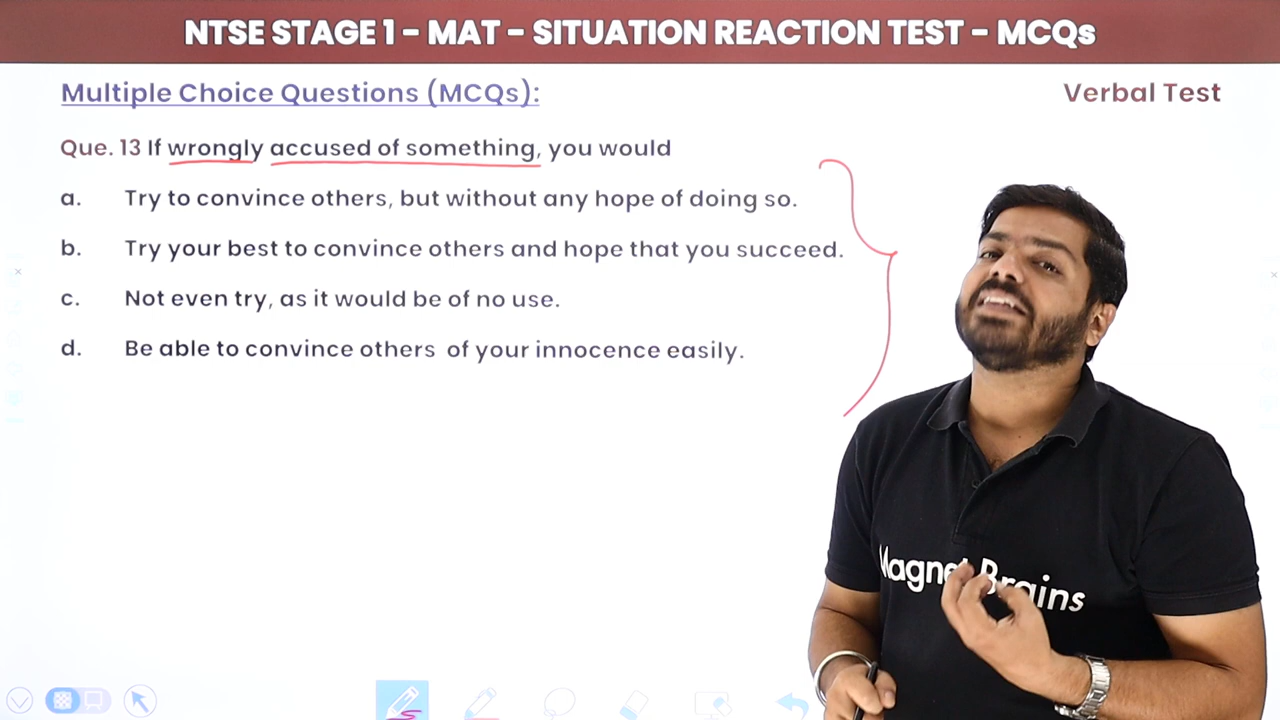 NTSE STAGE 1 – MAT – SITUATION REACTION TEST – MCQs
Multiple Choice Questions (MCQs):
Verbal Test
Que. 13 If wrongly accused of something, you would
a. Try to convince others, but without any hope of doing so.
b. Try your best to convince others and hope that you succeed.
c. Not even try, as it would be of no use.
d. Be able to convince others of your innocence easily.
Magnet Brains